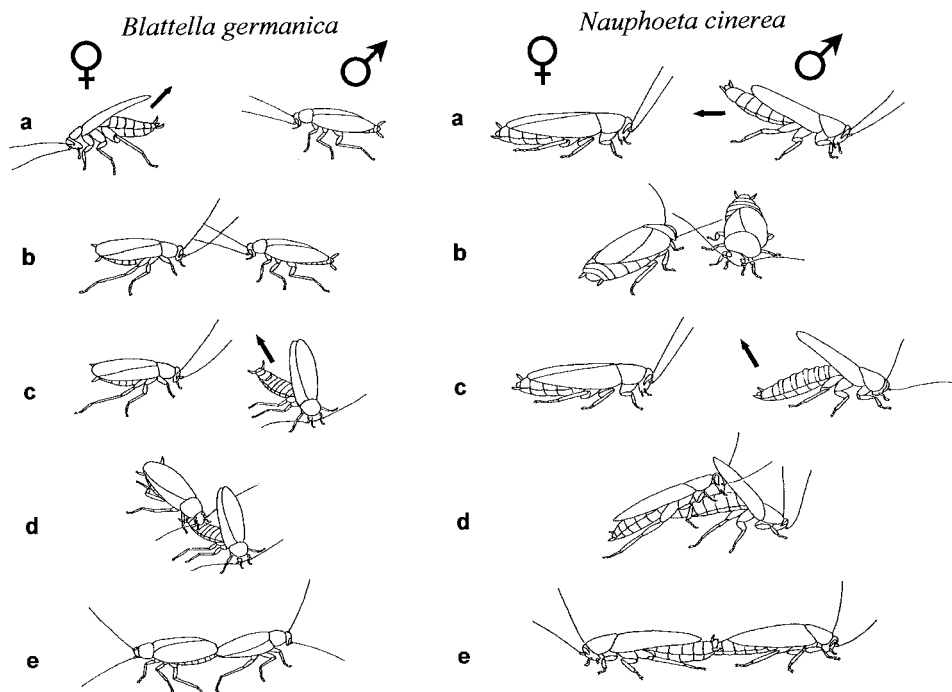 Blattella germanica
♀ ♂
a
b
c
d
e
Nauphoeta cinerea
♀ ♂
a
b
c
d
e